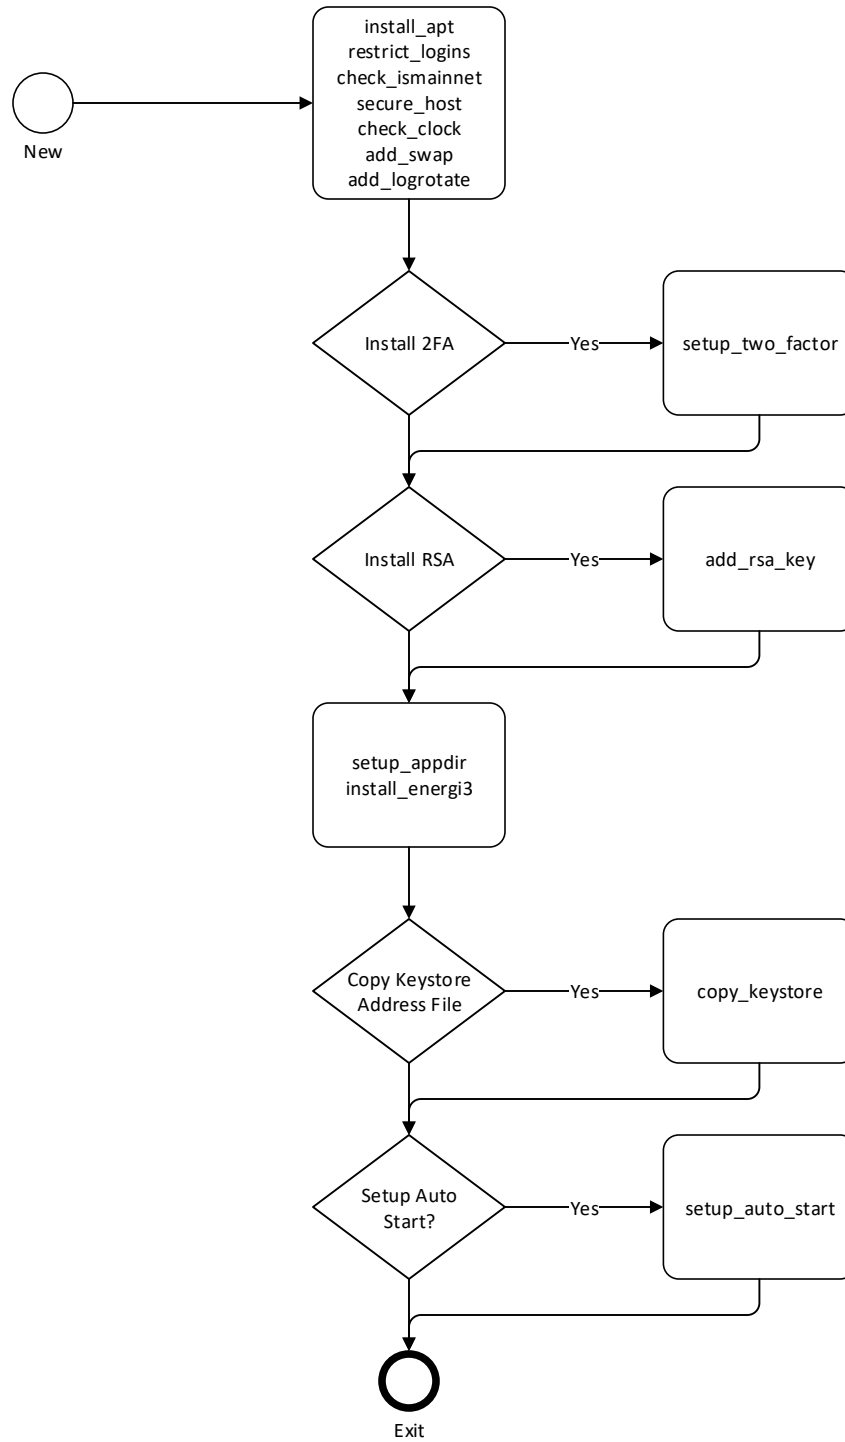 install_apt
restrict_logins
check_ismainnet
secure_host
check_clock
add_swap
add_logrotate
New
Install 2FA
Yes
setup_two_factor
Install RSA
Yes
add_rsa_key
setup_appdir
install_energi3
Copy Keystore
Address File
Yes
copy_keystore
Setup Auto
Start?
Yes
setup_auto_start
Exit